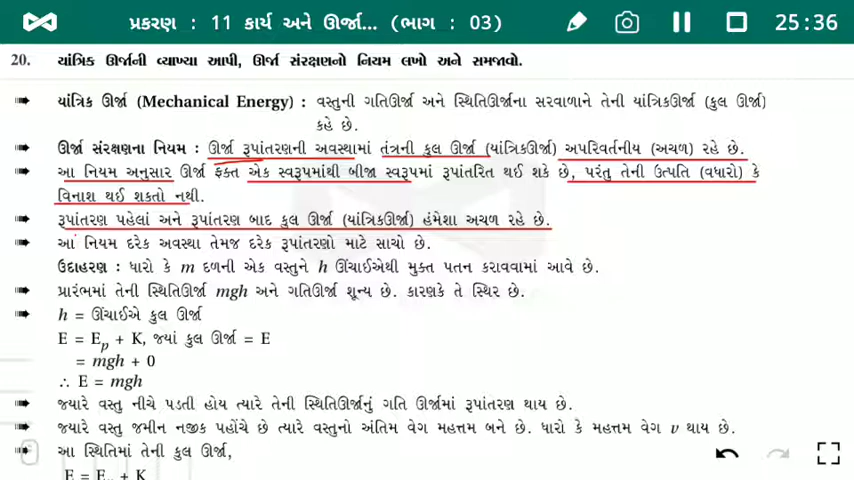 પ્રકરણ : 11 કાર્ય અને ઊર્જા... (ભાગ : 03)
25:36
20. યાંત્રિક ઊર્જાની વ્યાખ્યા આપી, ઊર્જા સંરક્ષણનો નિયમ લખો અને સમજાવો.
યાંત્રિક ઊર્જા (Mechanical Energy) : વસ્તુની ગતિઊર્જા અને સ્થિતિઊર્જાના સરવાળાને તેની યાંત્રિકઊર્જા (કુલ ઊર્જા)
કહે છે.
ઊર્જા સંરક્ષણના નિયમ : ઊર્જા રૂપાંતરણની અવસ્થામાં તંત્રની કુલ ઊર્જા (યાંત્રિકઊર્જા) અપરિવર્તનીય (અચળ) રહે છે.
આ નિયમ અનુસાર ઊર્જા ફક્ત એક સ્વરૂપમાંથી બીજા સ્વરૂપમાં રૂપાંતરિત થઈ શકે છે, પરંતુ તેની ઉત્પતિ (વધારો) કે
વિનાશ થઈ શકતો નથી.
રૂપાંતરણ પહેલાં અને રૂપાંતરણ બાદ કુલ ઊર્જા (યાંત્રિકઊર્જા) હંમેશા અચળ રહે છે.
આ નિયમ દરેક અવસ્થા તેમજ દરેક રૂપાંતરણો માટે સાચો છે.
ઉદાહરણ : ધારો કે m દળની એક વસ્તુને h ઊંચાઈએથી મુક્ત પતન કરાવવામાં આવે છે.
પ્રારંભમાં તેની સ્થિતિઊર્જા mgh અને ગતિઊર્જા શૂન્ય છે. કારણકે તે સ્થિર છે.
h = ઊંચાઈએ કુલ ઊર્જા
E = Eₚ + K, જ્યાં કુલ ઊર્જા = E
= mgh + 0
∴ E = mgh
જ્યારે વસ્તુ નીચે પડતી હોય ત્યારે તેની સ્થિતિઊર્જાનું ગતિ ઊર્જામાં રૂપાંતરણ થાય છે.
જ્યારે વસ્તુ જમીન નજીક પહોંચે છે ત્યારે વસ્તુનો અંતિમ વેગ મહત્તમ બને છે. ધારો કે મહત્તમ વેગ v થાય છે.
આ સ્થિતિમાં તેની કુલ ઊર્જા,
E = Eₚ + K